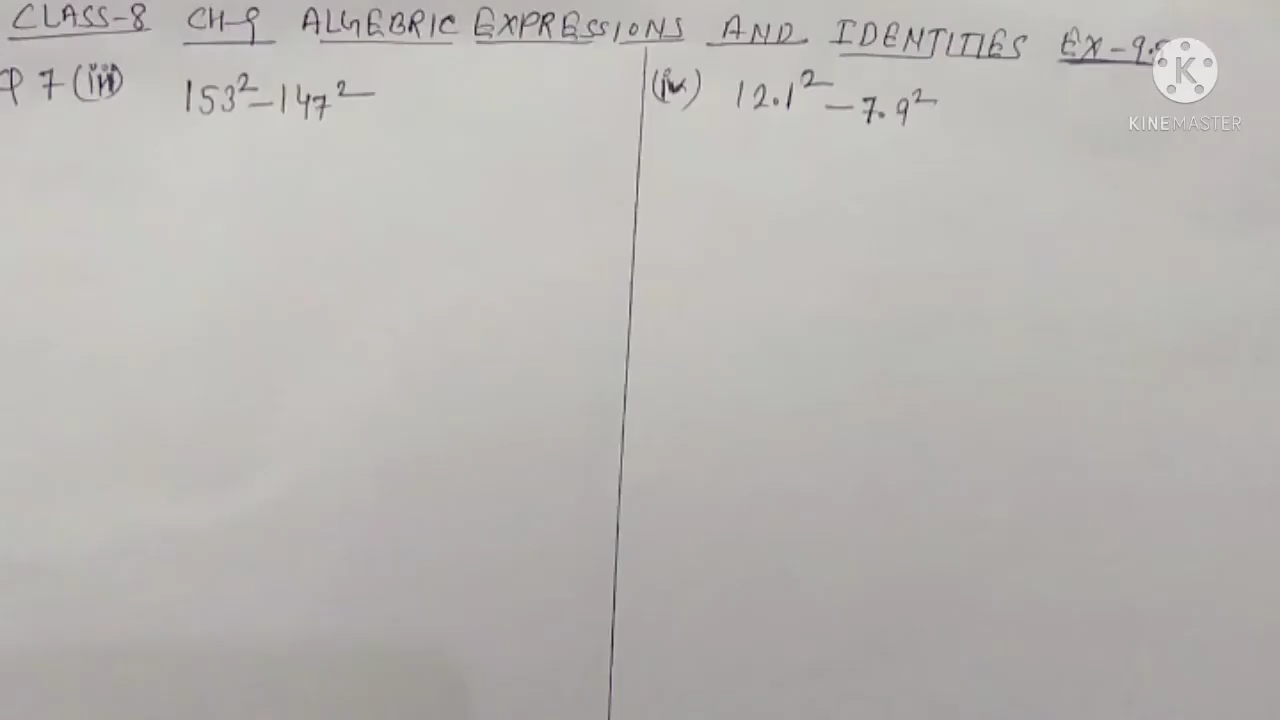 CLASS-8 CH-9 ALGEBRIC EXPRESSIONS AND IDENTITIES EX-9.5
KINEMASTER
Q 7 (iii) 153² - 147² (iv) 12.1² - 7.9²